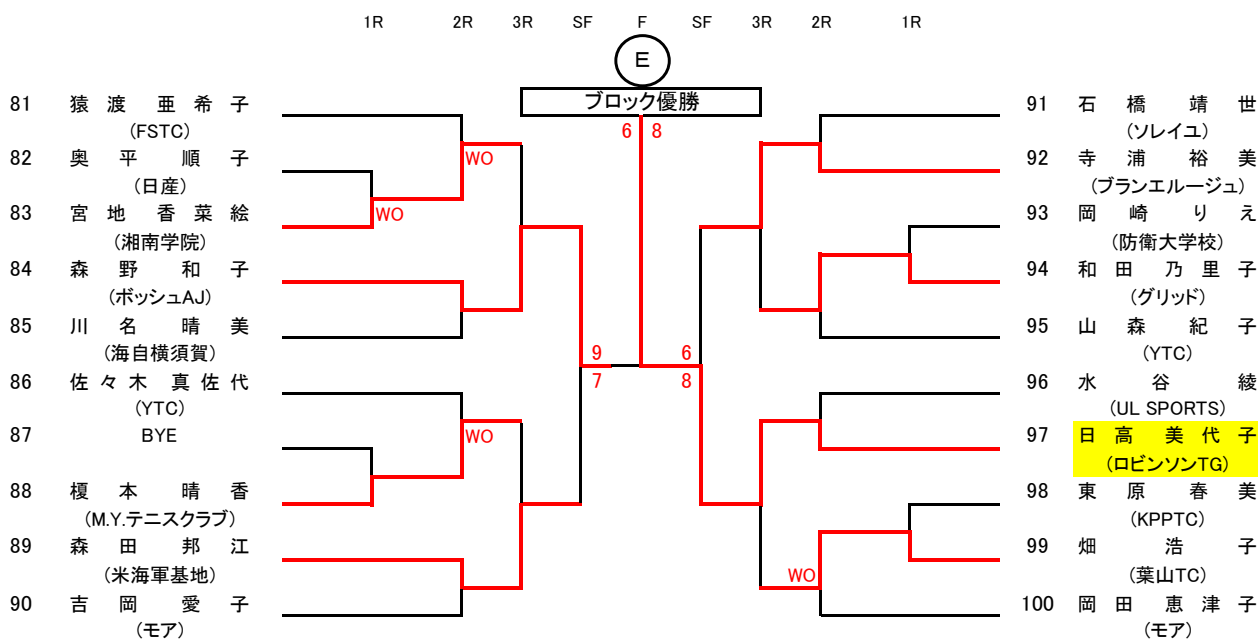 1R 2R 3R SF F SF 3R 2R 1R
E
ブロック優勝
6 8
81 猿渡 亜希子
(FSTC)
82 奥平 順子
(日産)
83 宮地 香菜絵
(湘南学院)
84 森野 和子
(ボッシュAJ)
85 川名 晴美
(海自横須賀)
86 佐々木 真佐代
(YTC)
87 BYE
88 榎本 晴香
(M.Y.テニスクラブ)
89 森田 邦江
(米海軍基地)
90 吉岡 愛子
(モア)
WO
WO
WO
9
7
6
8
WO
91 石橋 靖世
(ソレイユ)
92 寺浦 裕美
(ブランエルージュ)
93 岡崎 りえ
(防衛大学校)
94 和田 乃里子
(グリッド)
95 山森 紀子
(YTC)
96 水谷 綾
(UL SPORTS)
97 日高 美代子
(ロビンソンTG)
98 東原 春美
(KPPTC)
99 畑 浩子
(葉山TC)
100 岡田 恵津子
(モア)